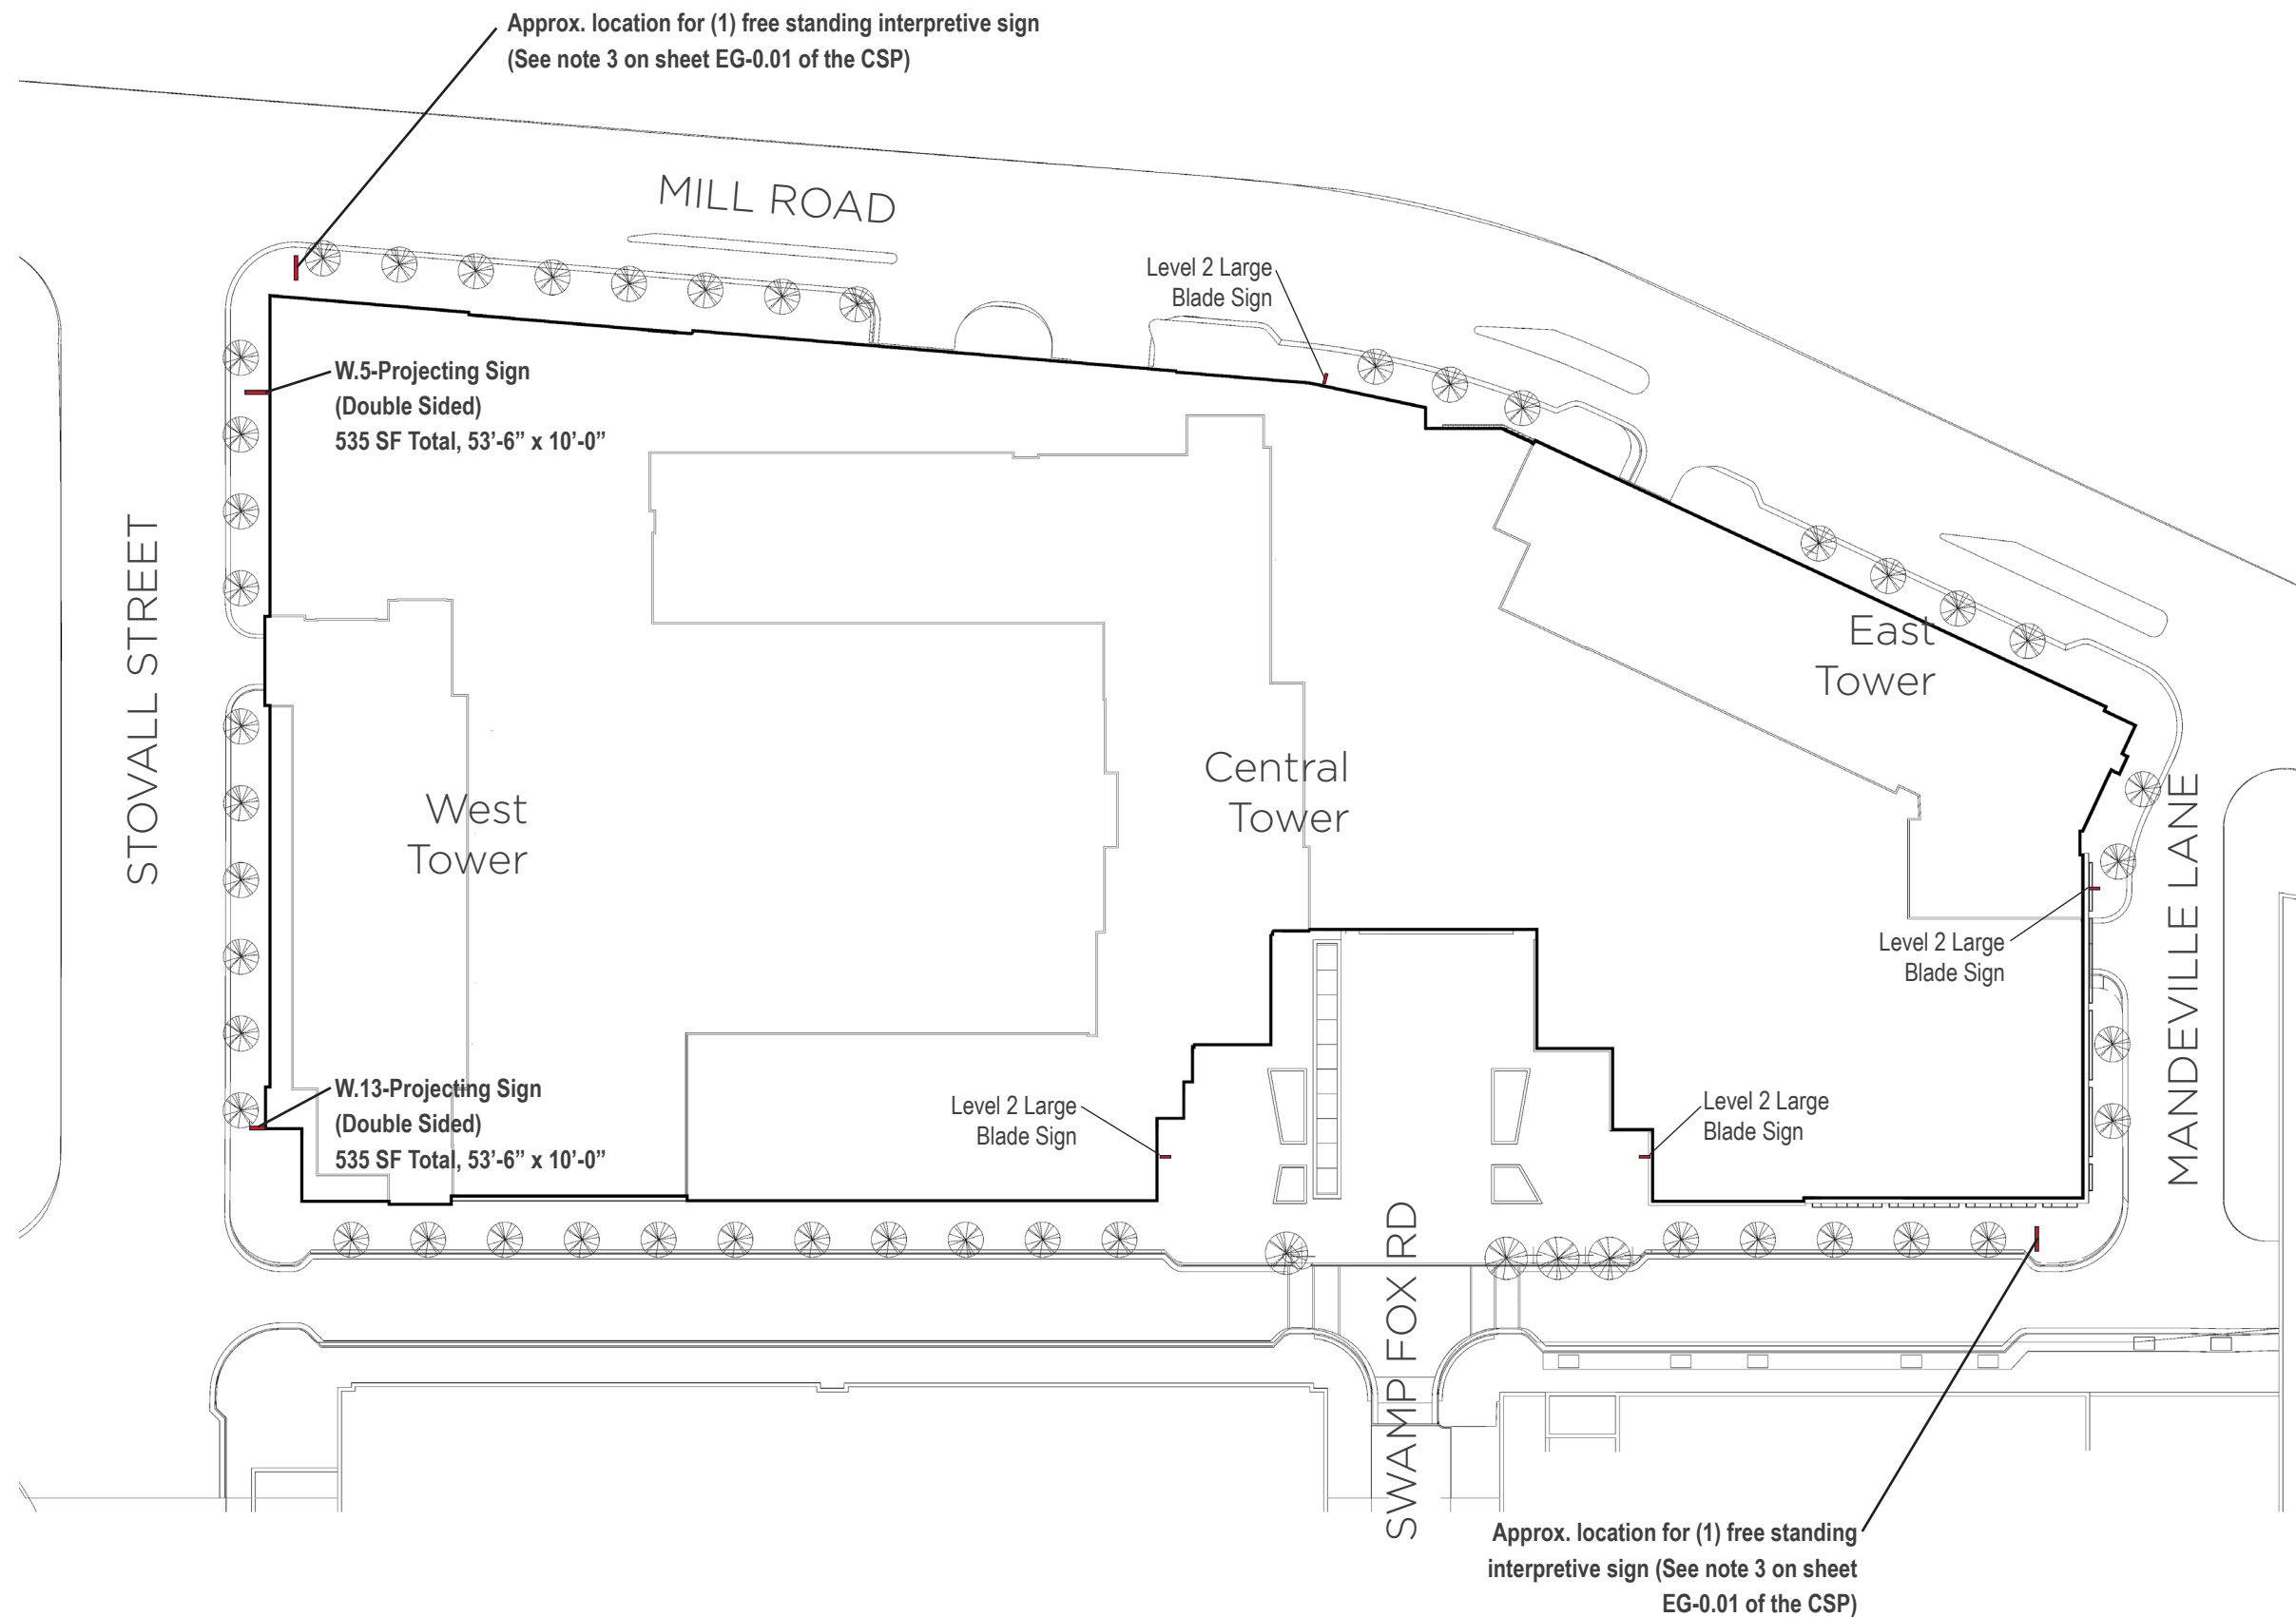 Approx. location for (1) free standing interpretive sign
(See note 3 on sheet EG-0.01 of the CSP)
MILL ROAD
Level 2 Large
Blade Sign
W.5-Projecting Sign
(Double Sided)
535 SF Total, 53'-6" x 10'-0"
STOVALL STREET
East
Tower
Central
Tower
West
Tower
MANDEVILLE LANE
Level 2 Large
Blade Sign
W.13-Projecting Sign
(Double Sided)
535 SF Total, 53'-6" x 10'-0"
Level 2 Large
Blade Sign
Level 2 Large
Blade Sign
SWAMP FOX RD
Approx. location for (1) free standing
interpretive sign (See note 3 on sheet
EG-0.01 of the CSP)